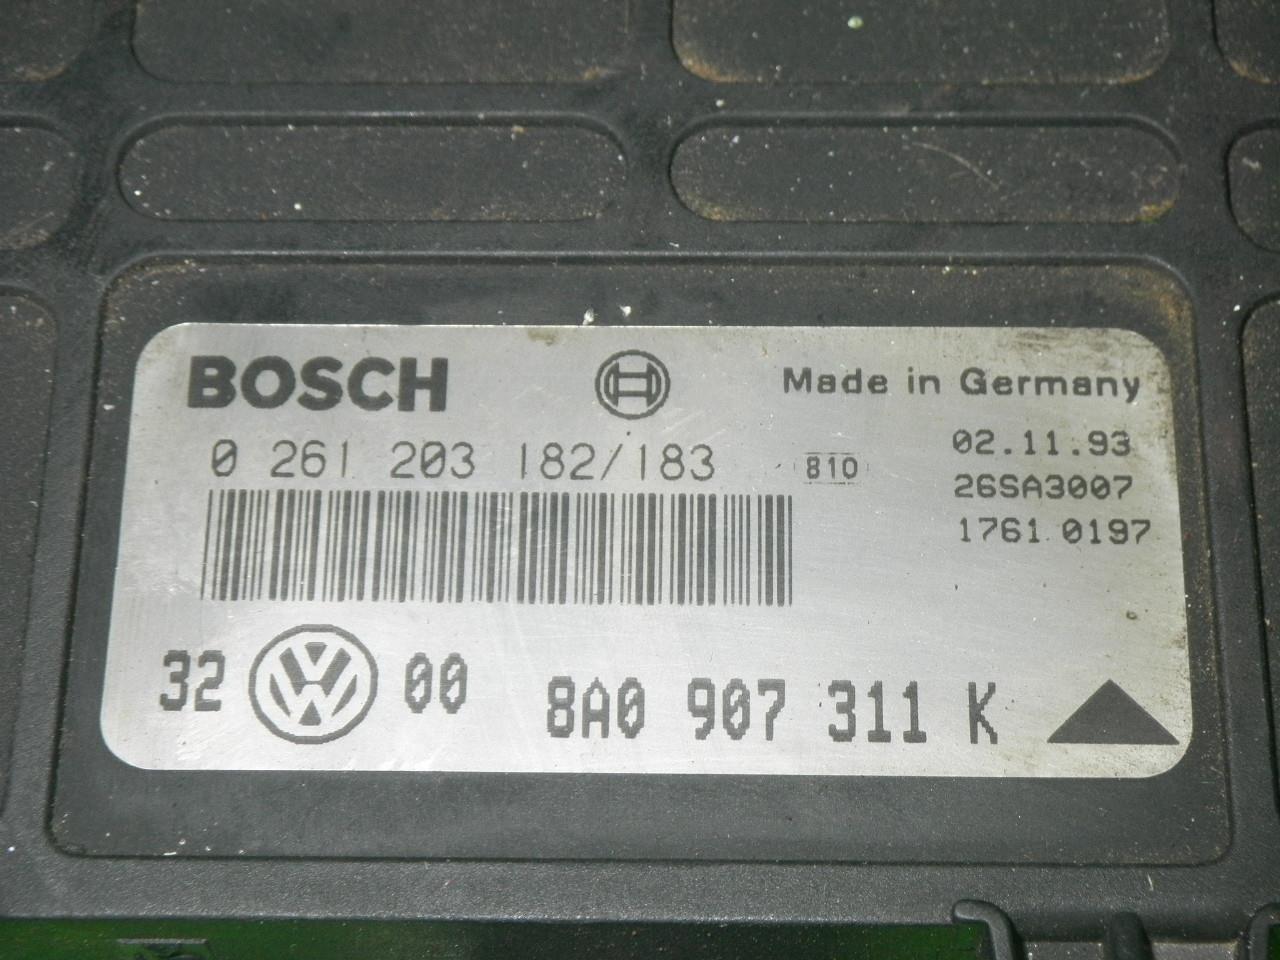 BOSCH
Made in Germany
0 261 203 182/183
810
02.11.93
26SA3007
1761 0197
32 VW 00
8A0 907 311 K